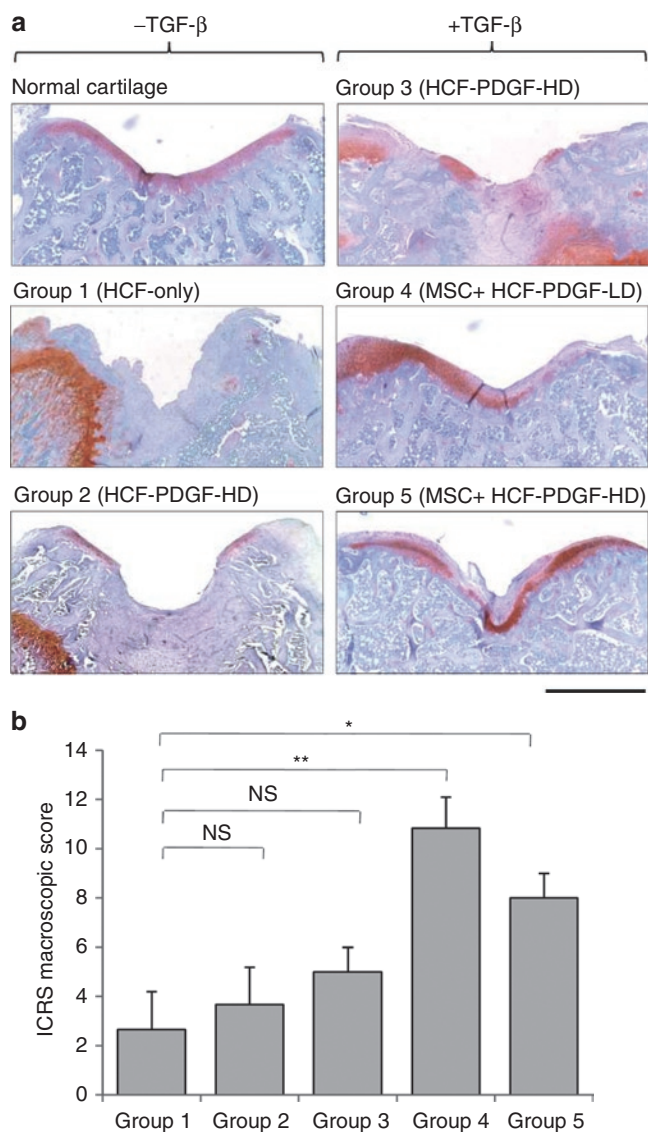 a
−TGF-β
+TGF-β
Normal cartilage
Group 3 (HCF-PDGF-HD)
Group 1 (HCF-only)
Group 4 (MSC+ HCF-PDGF-LD)
Group 2 (HCF-PDGF-HD)
Group 5 (MSC+ HCF-PDGF-HD)
b
*
**
NS
NS
ICRS macroscopic score
14
12
10
8
6
4
2
0
Group 1 Group 2 Group 3 Group 4 Group 5